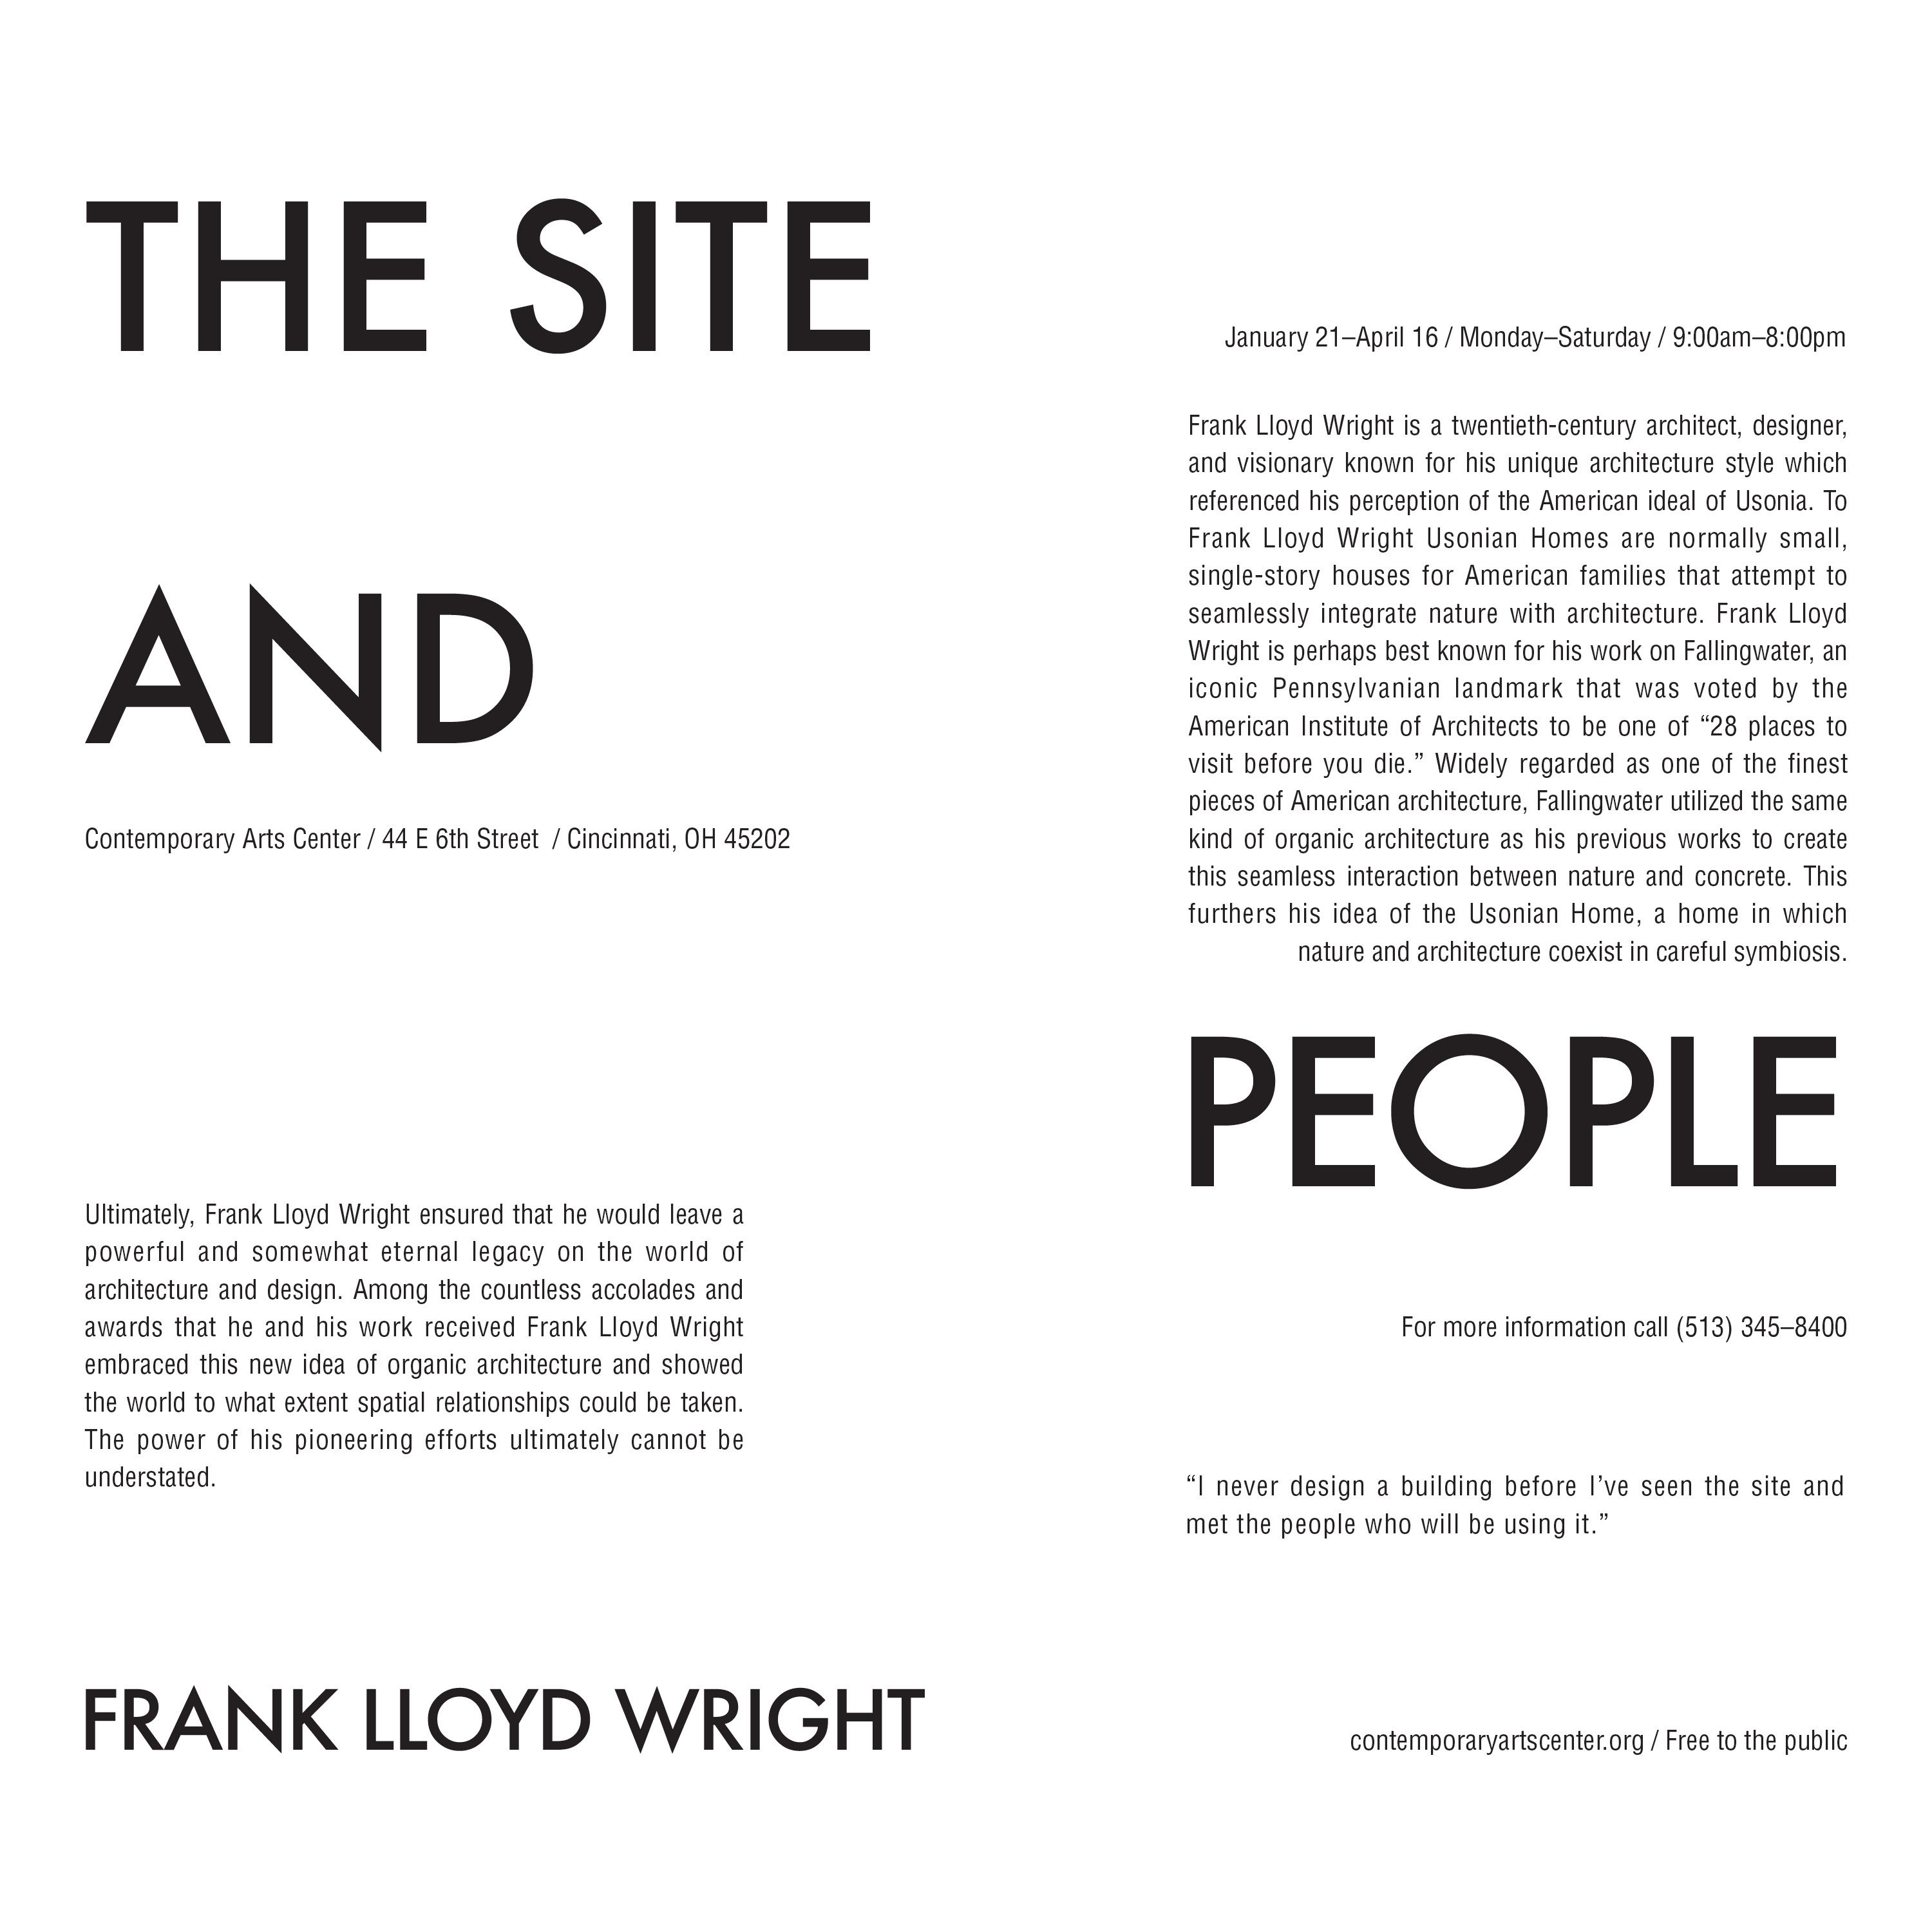 THE SITE
AND
Contemporary Arts Center / 44 E 6th Street  / Cincinnati, OH 45202
January 21–April 16 / Monday–Saturday / 9:00am–8:00pm
Frank Lloyd Wright is a twentieth-century architect, designer,
and visionary known for his unique architecture style which
referenced his perception of the American ideal of Usonia. To
Frank Lloyd Wright Usonian Homes are normally small,
single-story houses for American families that attempt to
seamlessly integrate nature with architecture. Frank Lloyd
Wright is perhaps best known for his work on Fallingwater, an
iconic Pennsylvanian landmark that was voted by the
American Institute of Architects to be one of “28 places to
visit before you die.” Widely regarded as one of the finest
pieces of American architecture, Fallingwater utilized the same
kind of organic architecture as his previous works to create
this seamless interaction between nature and concrete. This
furthers his idea of the Usonian Home, a home in which
nature and architecture coexist in careful symbiosis.
PEOPLE
Ultimately, Frank Lloyd Wright ensured that he would leave a
powerful and somewhat eternal legacy on the world of
architecture and design. Among the countless accolades and
awards that he and his work received Frank Lloyd Wright
embraced this new idea of organic architecture and showed
the world to what extent spatial relationships could be taken.
The power of his pioneering efforts ultimately cannot be
understated.
For more information call (513) 345–8400
“I never design a building before I’ve seen the site and
met the people who will be using it.”
FRANK LLOYD WRIGHT
contemporaryartscenter.org / Free to the public